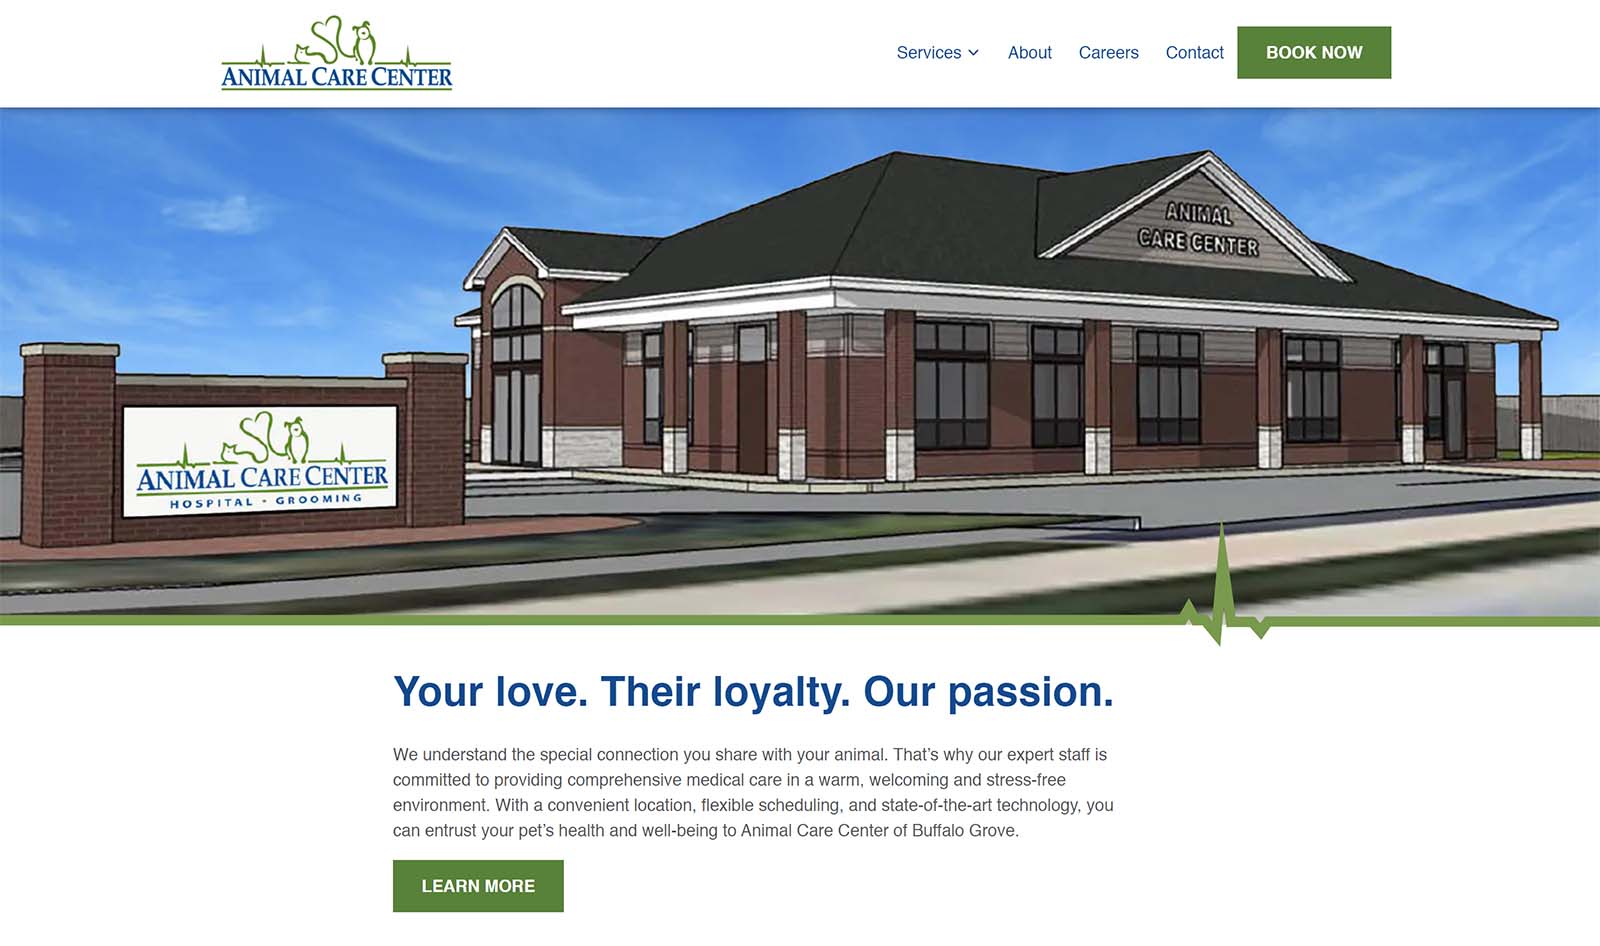 ANIMAL CARE CENTER
Services
About
Careers
Contact
BOOK NOW
ANIMAL
CARE CENTER
ANIMAL CARE CENTER
HOSPITAL - GROOMING
Your love. Their loyalty. Our passion.
We understand the special connection you share with your animal. That’s why our expert staff is
committed to providing comprehensive medical care in a warm, welcoming and stress-free
environment. With a convenient location, flexible scheduling, and state-of-the-art technology, you
can entrust your pet’s health and well-being to Animal Care Center of Buffalo Grove.
LEARN MORE